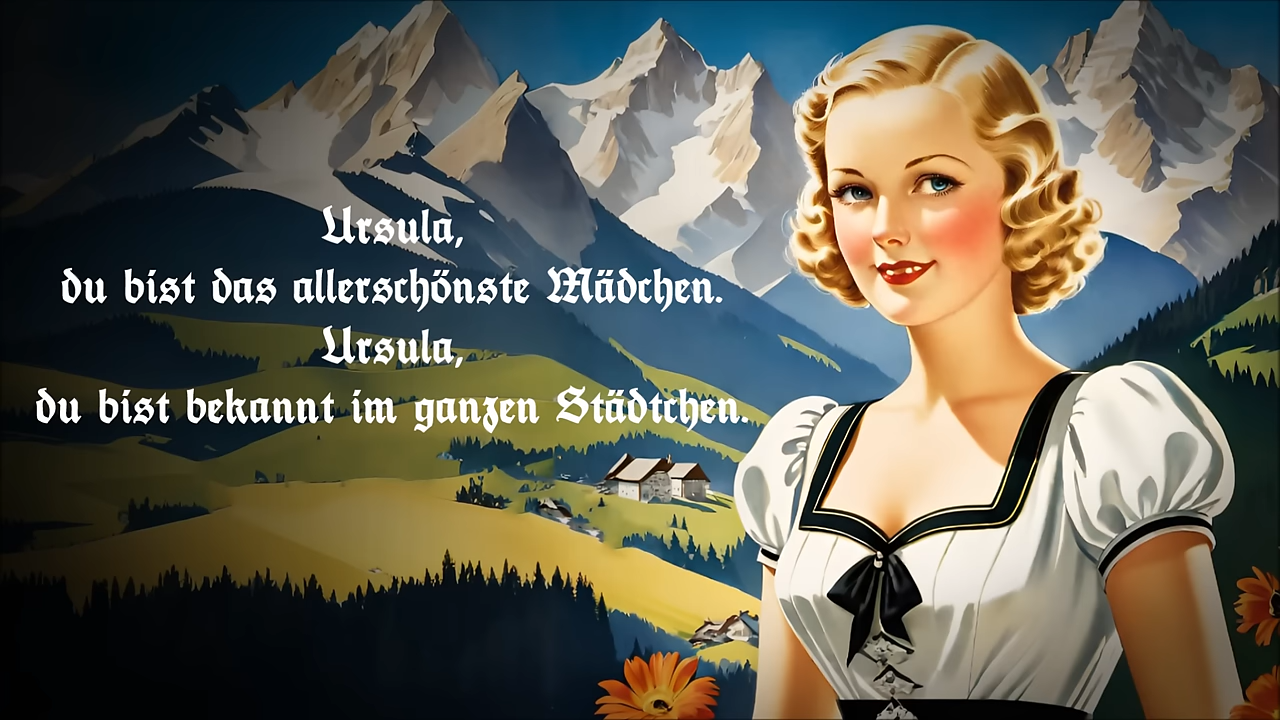 Ursula,
du bist das allerschönste Mädchen.
Ursula,
du bist bekannt im ganzen Städtchen.